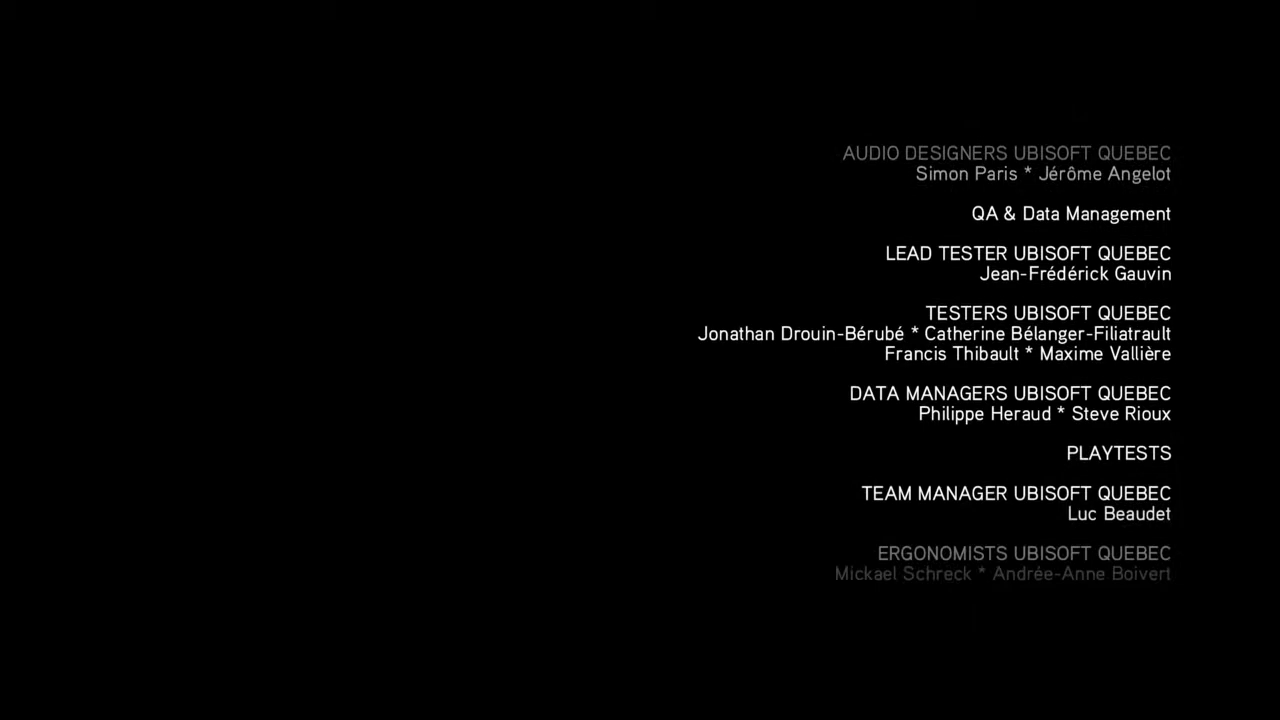 AUDIO DESIGNERS UBISOFT QUEBEC
Simon Paris * Jérôme Angelot
QA & Data Management
LEAD TESTER UBISOFT QUEBEC
Jean-Frédérick Gauvin
TESTERS UBISOFT QUEBEC
Jonathan Drouin-Bérubé * Catherine Bélanger-Filiatrault
Francis Thibault * Maxime Vallière
DATA MANAGERS UBISOFT QUEBEC
Philippe Heraud * Steve Rioux
PLAYTESTS
TEAM MANAGER UBISOFT QUEBEC
Luc Beaudet
ERGONOMISTS UBISOFT QUEBEC
Mickael Schreck * Andrée-Anne Boivert